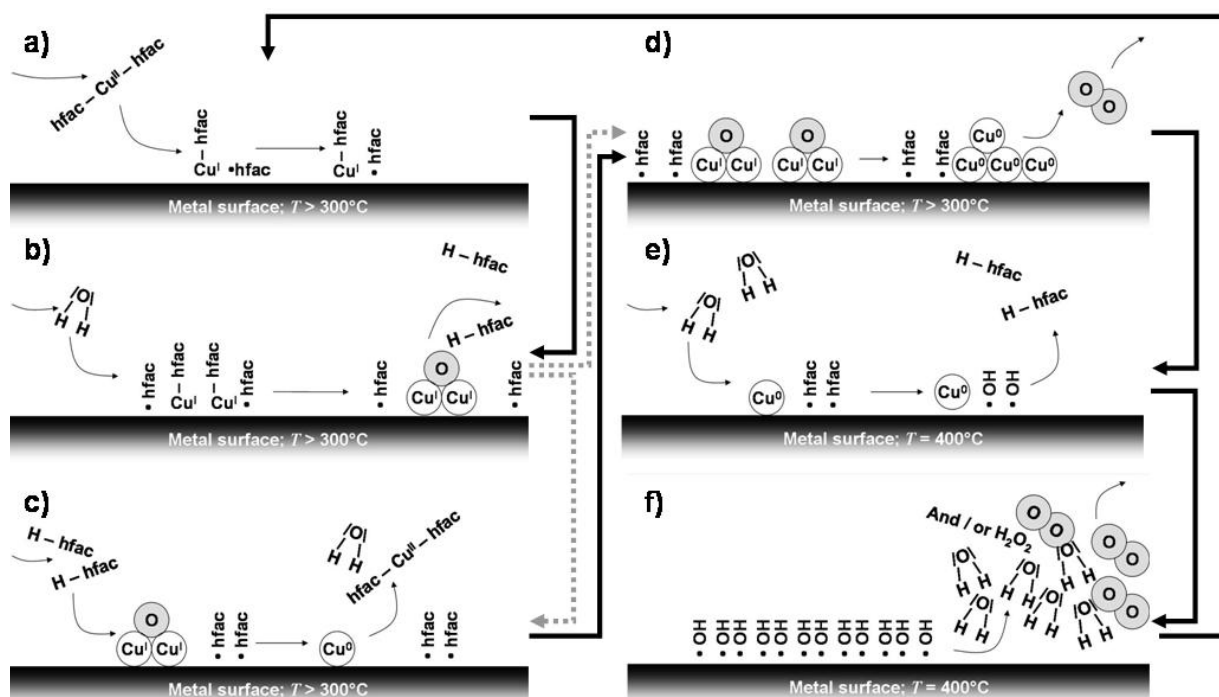 a)
hfac – Cuᴵᴵ – hfac
hfac
–
Cuᴵ
•hfac
hfac
–
Cuᴵ
• hfac
Metal surface; T > 300°C
b)
|O|
H H
• hfac
hfac
–
Cuᴵ
hfac
–
Cuᴵ
• hfac
• hfac
O
Cuᴵ Cuᴵ
H – hfac
H – hfac
• hfac
Metal surface; T > 300°C
c)
H – hfac
H – hfac
O
Cuᴵ Cuᴵ
• hfac
• hfac
Cu⁰
|O|
H H
hfac – Cuᴵᴵ – hfac
• hfac
• hfac
Metal surface; T > 300°C
d)
• hfac
• hfac
O
Cuᴵ Cuᴵ
O
Cuᴵ Cuᴵ
• hfac
• hfac
Cu⁰
Cu⁰ Cu⁰ Cu⁰
O
O
Metal surface; T > 300°C
e)
|O|
H H
|O|
H H
Cu⁰
• hfac
• hfac
Cu⁰
• OH
• OH
H – hfac
H – hfac
Metal surface; T = 400°C
f)
• OH
• OH
• OH
• OH
• OH
• OH
• OH
• OH
• OH
• OH
• OH
• OH
And / or H₂O₂
|O|
H H
|O|
H H
|O|
H H
|O|
H H
|O|
H H
|O|
H H
O
O
O
O
O
O
Metal surface; T = 400°C